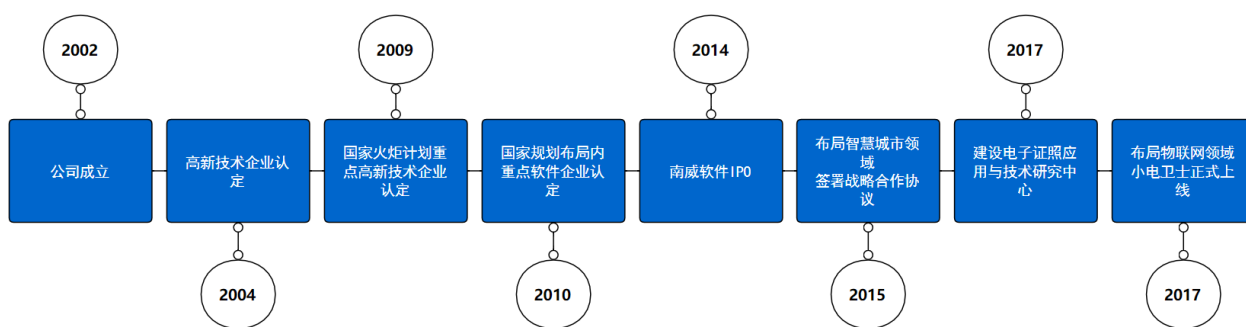 2002
2009
2014
2017
公司成立
高新技术企业认
定
国家火炬计划重
点高新技术企业
认定
国家规划布局内
重点软件企业认
定
南威软件IPO
布局智慧城市领
域
签署战略合作协
议
建设电子证照应
用与技术研究中
心
布局物联网领域
小电卫士正式上
线
2004
2010
2015
2017